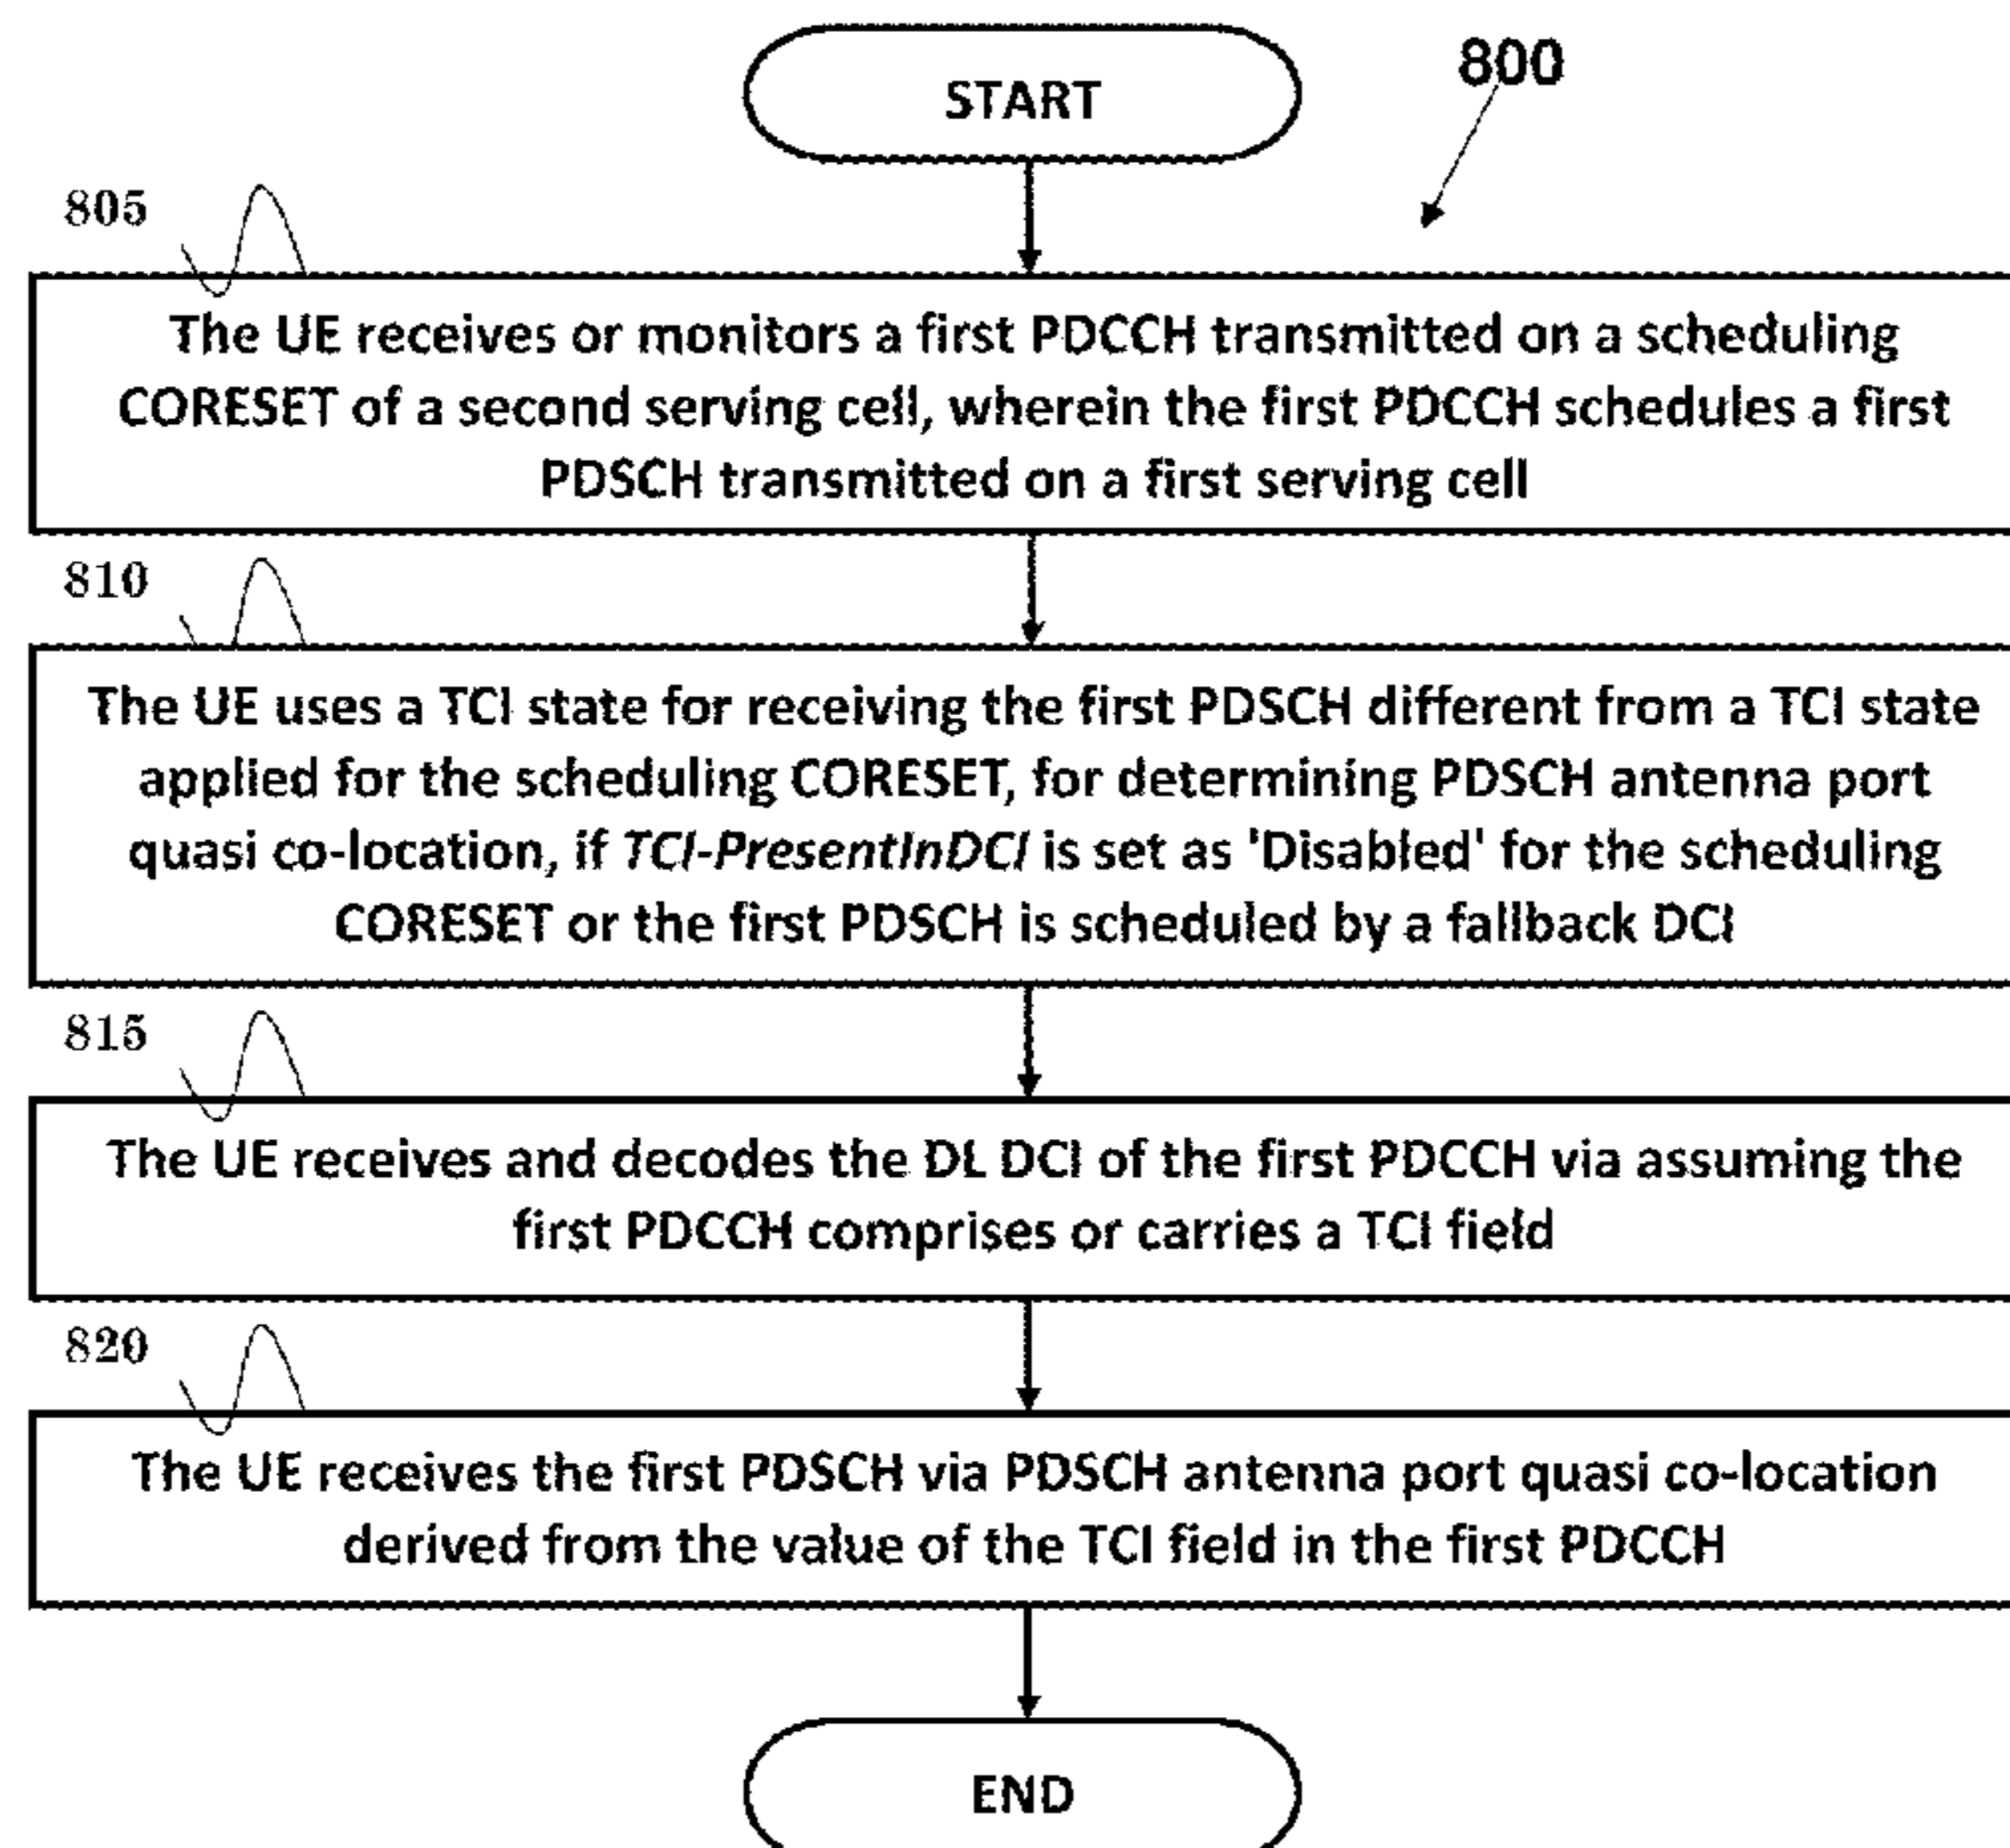 START
800
805
The UE receives or monitors a first PDCCH transmitted on a scheduling
CORESET of a second serving cell, wherein the first PDCCH schedules a first
PDSCH transmitted on a first serving cell
810
The UE uses a TCI state for receiving the first PDSCH different from a TCI state
applied for the scheduling CORESET, for determining PDSCH antenna port
quasi co-location, if TCI-PresentInDCI is set as 'Disabled' for the scheduling
CORESET or the first PDSCH is scheduled by a fallback DCI
815
The UE receives and decodes the DL DCI of the first PDCCH via assuming the
first PDCCH comprises or carries a TCI field
820
The UE receives the first PDSCH via PDSCH antenna port quasi co-location
derived from the value of the TCI field in the first PDCCH
END